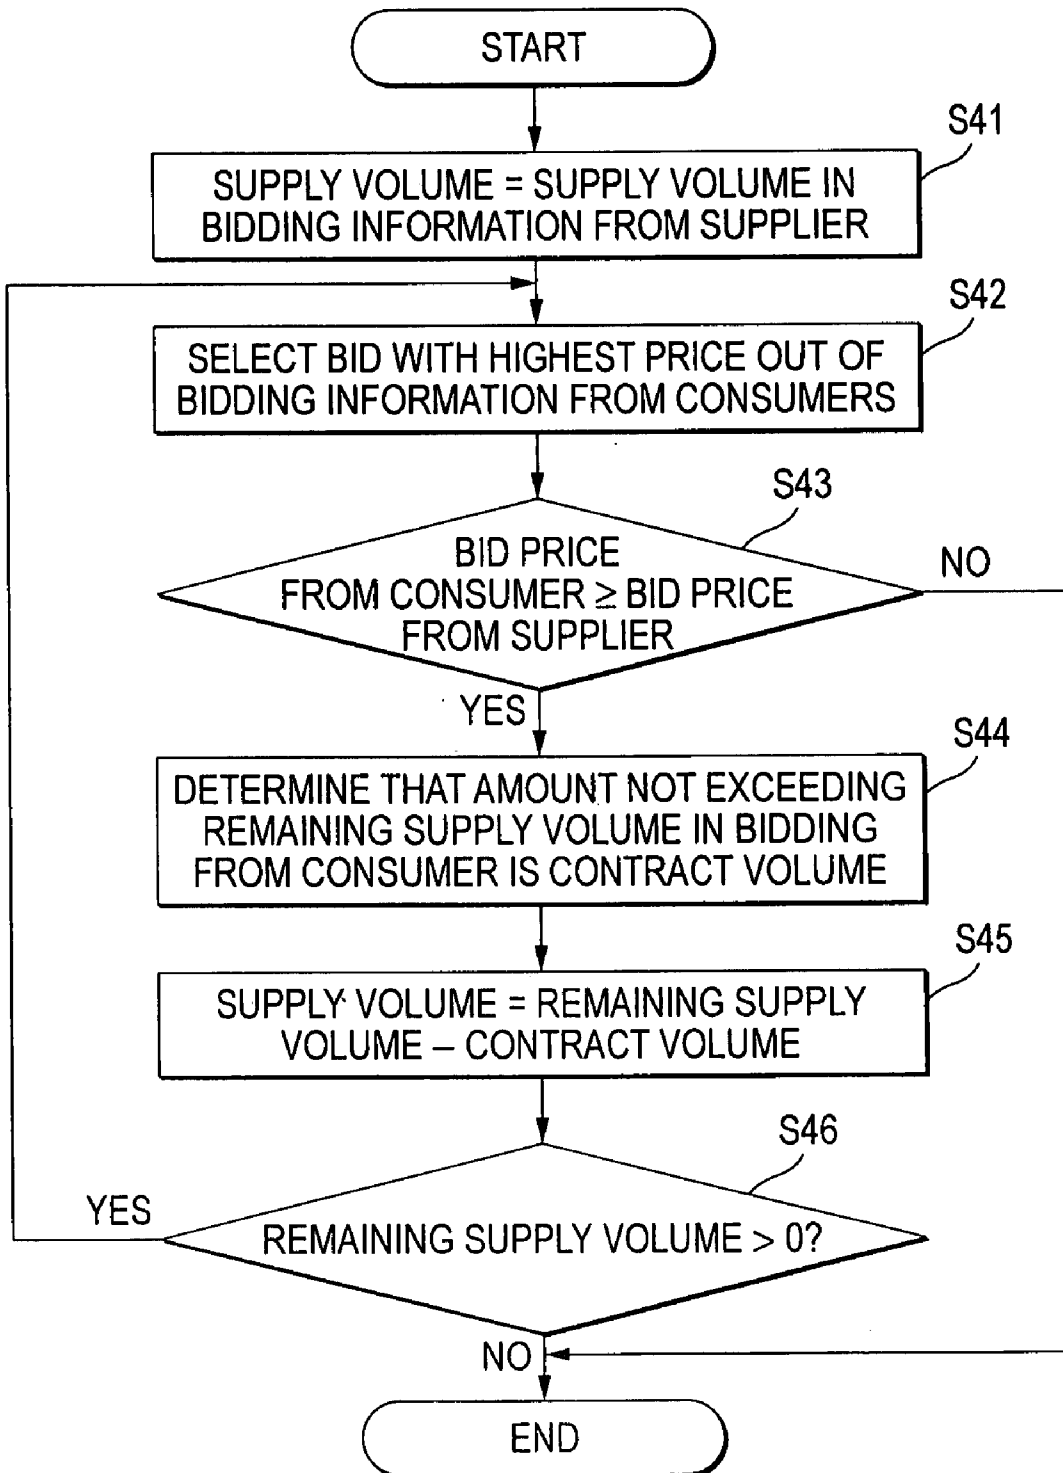 START
S41
SUPPLY VOLUME = SUPPLY VOLUME IN
BIDDING INFORMATION FROM SUPPLIER
S42
SELECT BID WITH HIGHEST PRICE OUT OF
BIDDING INFORMATION FROM CONSUMERS
S43
BID PRICE
FROM CONSUMER ≥ BID PRICE
FROM SUPPLIER
NO
YES
S44
DETERMINE THAT AMOUNT NOT EXCEEDING
REMAINING SUPPLY VOLUME IN BIDDING
FROM CONSUMER IS CONTRACT VOLUME
S45
SUPPLY VOLUME = REMAINING SUPPLY
VOLUME – CONTRACT VOLUME
S46
YES
REMAINING SUPPLY VOLUME > 0?
NO
END